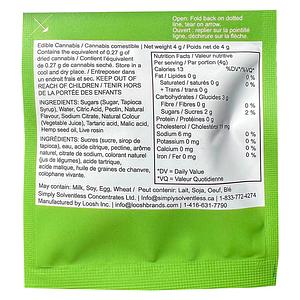 Open: Fold back on dotted
line, tear on arrow.
Ouvert : replier sur la pointillé
ligne, déchirure sur la flèche.
Edible Cannabis / Cannabis comestible
Contains the equivalent of 0.27 g of
dried cannabis / Contient l'équivalent
de 0.27 de cannabis séché. Store in a
cool and dry place. / Entreposer dans
un endroit frais et sec. KEEP OUT OF
REACH OF CHILDREN / TENIR HORS
DE LA PORTÉE DES ENFANTS
INGREDIENTS: Sugars (Sugar, Tapioca
Syrup), Water, Citric Acid, Pectin, Natural
Flavour, Sodium Citrate, Natural Colour
(Vegetable Juice), Tartaric acid, Malic acid,
Hemp seed oil, Live rosin
INGRÉDIENTS: Sucres (sucre, sirop de
tapioca), eau, acide citrique, pectine, arôme
naturel, citrate de sodium, colorant naturel
(jus de légumes), acide tartrique,
acide malique, huile de graines de chanvre,
colophane vivante.
Net weight 4 g / Poids net de 4 g
Nutrition Facts
Valeur nutritive
Per Serving / Par portion (4g)
Calories 13 %DV*/%VQ*
Fat / Lipides 0 g
Saturated / saturés 0 g
+ Trans / trans 0 g
Carbohydrates / Glucides 3 g
Fibre / Fibres 0 g
Sugars / Sucres 2 g 2%
Protein / Protéines 0 g
Cholesterol / Cholestérol mg
Sodium 6 mg 0 %
Potassium 0 mg 0 %
Calcium 0 mg 0 %
Iron / Fer 0 mg 0 %
*DV = Daily Value
*VQ = Valeur Quotidienne
May contain: Milk, Soy, Egg, Wheat / Peut contenir: Lait, Soja, Oeuf, Blé
Simply Solventless Concentrates Ltd. / info@simplysolventless.ca | 1-833-772-4274
Manufactured by Loosh Inc. | info@looshbrands.com | 1-416-631-7790